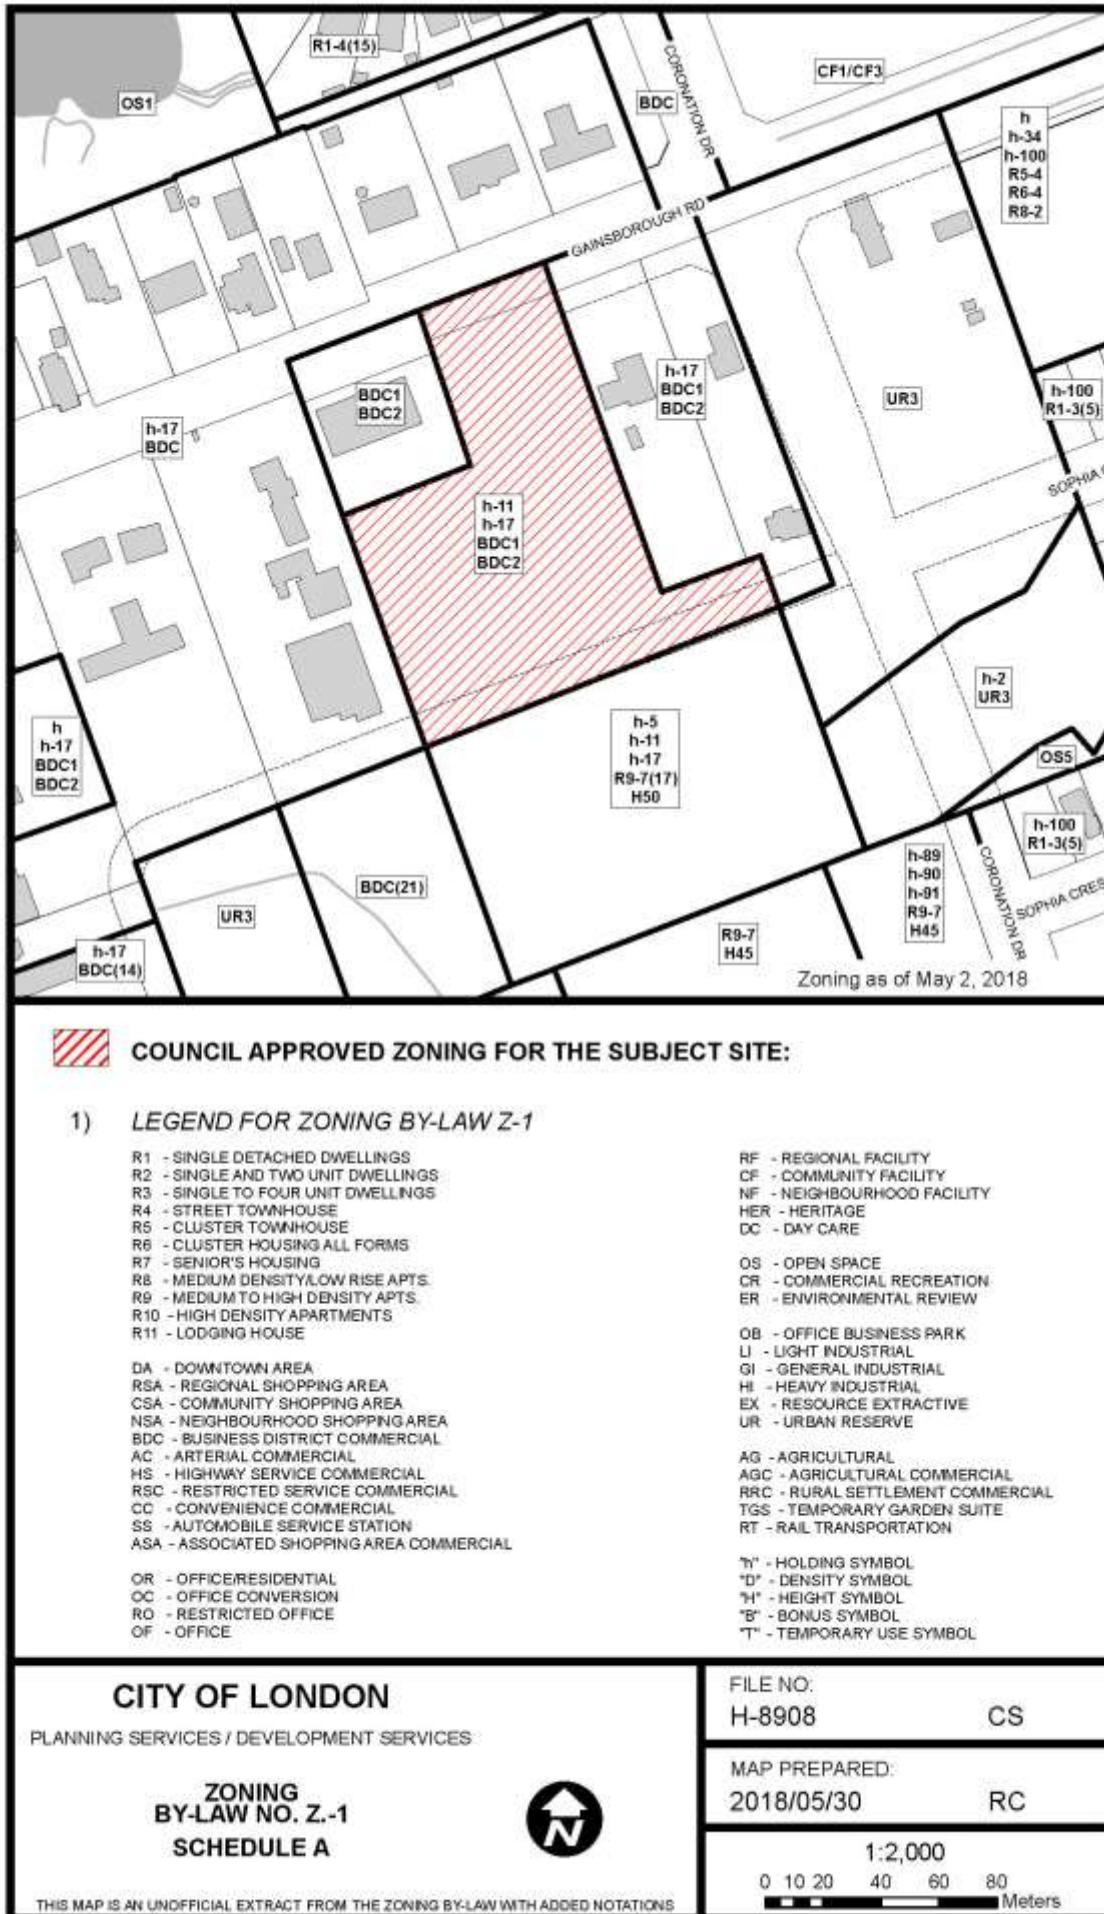 R1-4(15)
OS1
BDC
CORONATION DR
CF1/CF3
h
h-34
h-100
R5-4
R6-4
R8-2
GAINSBOROUGH RD
BDC1
BDC2
h-17
BDC1
BDC2
UR3
h-100
R1-3(5)
h-17
BDC
SOPHIA C
h-11
h-17
BDC1
BDC2
h-2
UR3
h
h-17
BDC1
BDC2
h-5
h-11
h-17
R9-7(17)
H50
OS5
h-100
R1-3(5)
BDC(21)
h-89
h-90
h-91
R9-7
H45
CORONATION DR
SOPHIA CRES
UR3
R9-7
H45
h-17
BDC(14)
Zoning as of May 2, 2018
COUNCIL APPROVED ZONING FOR THE SUBJECT SITE:
1) LEGEND FOR ZONING BY-LAW Z-1
R1 - SINGLE DETACHED DWELLINGS
R2 - SINGLE AND TWO UNIT DWELLINGS
R3 - SINGLE TO FOUR UNIT DWELLINGS
R4 - STREET TOWNHOUSE
R5 - CLUSTER TOWNHOUSE
R6 - CLUSTER HOUSING ALL FORMS
R7 - SENIOR'S HOUSING
R8 - MEDIUM DENSITY/LOW RISE APTS.
R9 - MEDIUM TO HIGH DENSITY APTS.
R10 - HIGH DENSITY APARTMENTS
R11 - LODGING HOUSE
DA - DOWNTOWN AREA
RSA - REGIONAL SHOPPING AREA
CSA - COMMUNITY SHOPPING AREA
NSA - NEIGHBOURHOOD SHOPPING AREA
BDC - BUSINESS DISTRICT COMMERCIAL
AC - ARTERIAL COMMERCIAL
HS - HIGHWAY SERVICE COMMERCIAL
RSC - RESTRICTED SERVICE COMMERCIAL
CC - CONVENIENCE COMMERCIAL
SS - AUTOMOBILE SERVICE STATION
ASA - ASSOCIATED SHOPPING AREA COMMERCIAL
OR - OFFICE/RESIDENTIAL
OC - OFFICE CONVERSION
RO - RESTRICTED OFFICE
OF - OFFICE
RF - REGIONAL FACILITY
CF - COMMUNITY FACILITY
NF - NEIGHBOURHOOD FACILITY
HER - HERITAGE
DC - DAY CARE
OS - OPEN SPACE
CR - COMMERCIAL RECREATION
ER - ENVIRONMENTAL REVIEW
OB - OFFICE BUSINESS PARK
LI - LIGHT INDUSTRIAL
GI - GENERAL INDUSTRIAL
HI - HEAVY INDUSTRIAL
EX - RESOURCE EXTRACTIVE
UR - URBAN RESERVE
AG - AGRICULTURAL
AGC - AGRICULTURAL COMMERCIAL
RRC - RURAL SETTLEMENT COMMERCIAL
TGS - TEMPORARY GARDEN SUITE
RT - RAIL TRANSPORTATION
"h" - HOLDING SYMBOL
"D" - DENSITY SYMBOL
"H" - HEIGHT SYMBOL
"B" - BONUS SYMBOL
"T" - TEMPORARY USE SYMBOL
CITY OF LONDON
PLANNING SERVICES / DEVELOPMENT SERVICES
ZONING
BY-LAW NO. Z.-1
SCHEDULE A
N
THIS MAP IS AN UNOFFICIAL EXTRACT FROM THE ZONING BY-LAW WITH ADDED NOTATIONS
FILE NO:
H-8908 CS
MAP PREPARED:
2018/05/30 RC
1:2,000
0 10 20 40 60 80
Meters